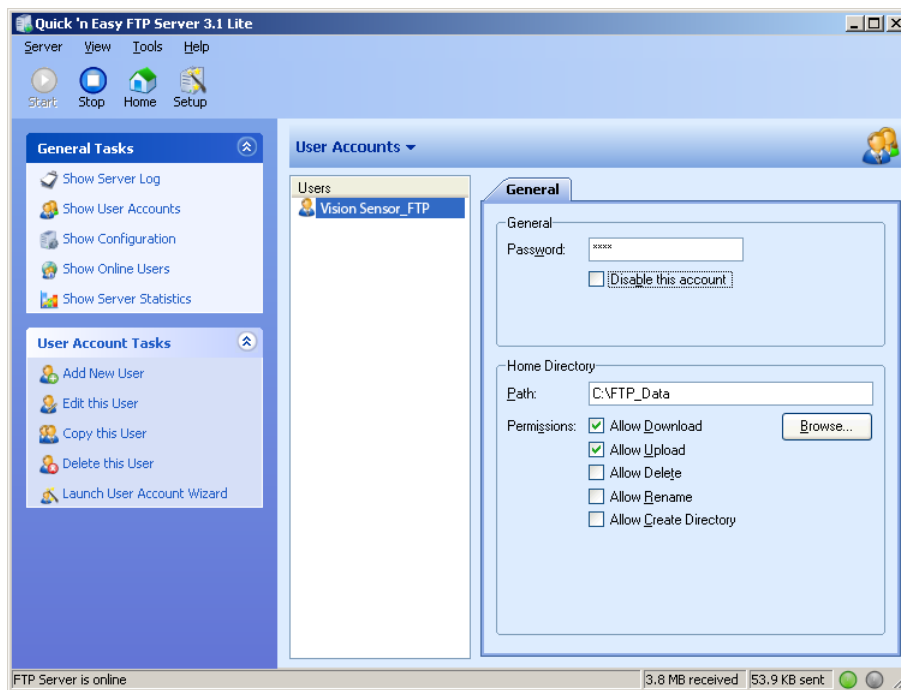 Quick 'n Easy FTP Server 3.1 Lite
Server View Tools Help
Start Stop Home Setup
General Tasks
Show Server Log
Show User Accounts
Show Configuration
Show Online Users
Show Server Statistics
User Account Tasks
Add New User
Edit this User
Copy this User
Delete this User
Launch User Account Wizard
User Accounts
Users
Vision Sensor_FTP
General
General
Password: ****
Disable this account
Home Directory
Path: C:\FTP_Data
Permissions: Allow Download Browse...
Allow Upload
Allow Delete
Allow Rename
Allow Create Directory
FTP Server is online 3.8 MB received 53.9 KB sent